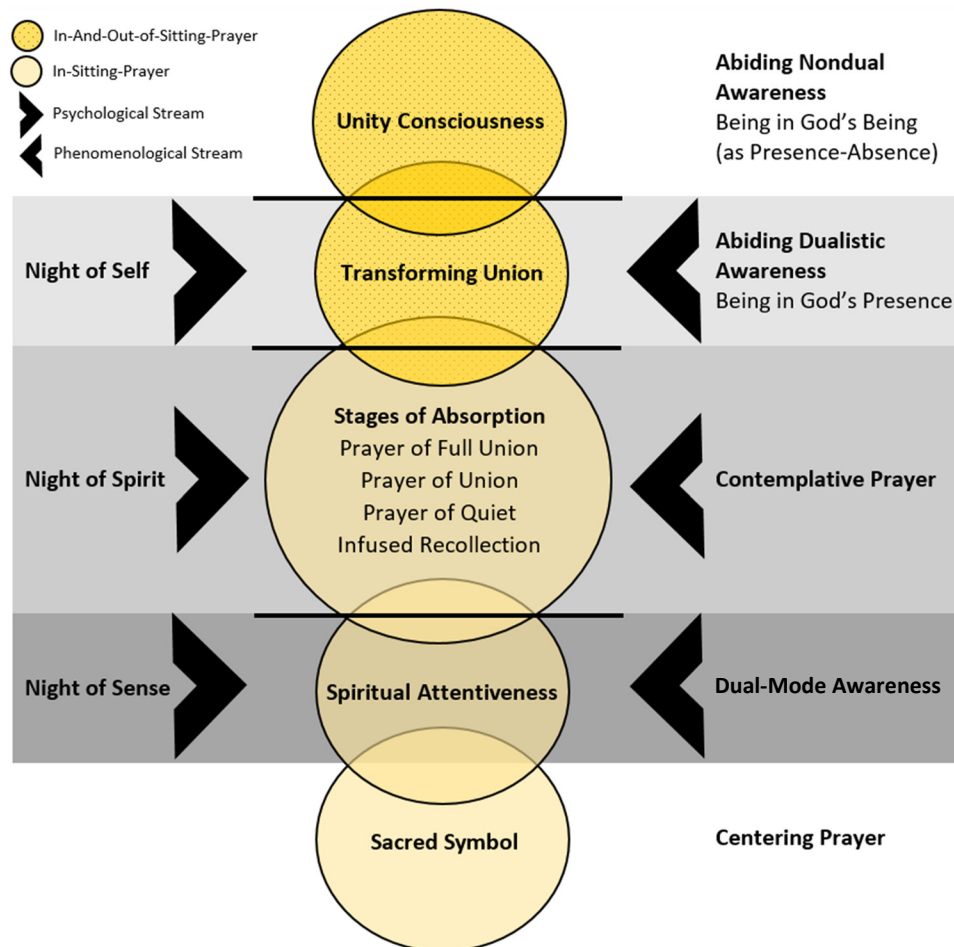 In-And-Out-of-Sitting-Prayer
In-Sitting-Prayer
Psychological Stream
Phenomenological Stream
Unity Consciousness
Abiding Nondual
Awareness
Being in God's Being
(as Presence-Absence)
Night of Self
Transforming Union
Abiding Dualistic
Awareness
Being in God's Presence
Night of Spirit
Stages of Absorption
Prayer of Full Union
Prayer of Union
Prayer of Quiet
Infused Recollection
Contemplative Prayer
Night of Sense
Spiritual Attentiveness
Dual-Mode Awareness
Sacred Symbol
Centering Prayer